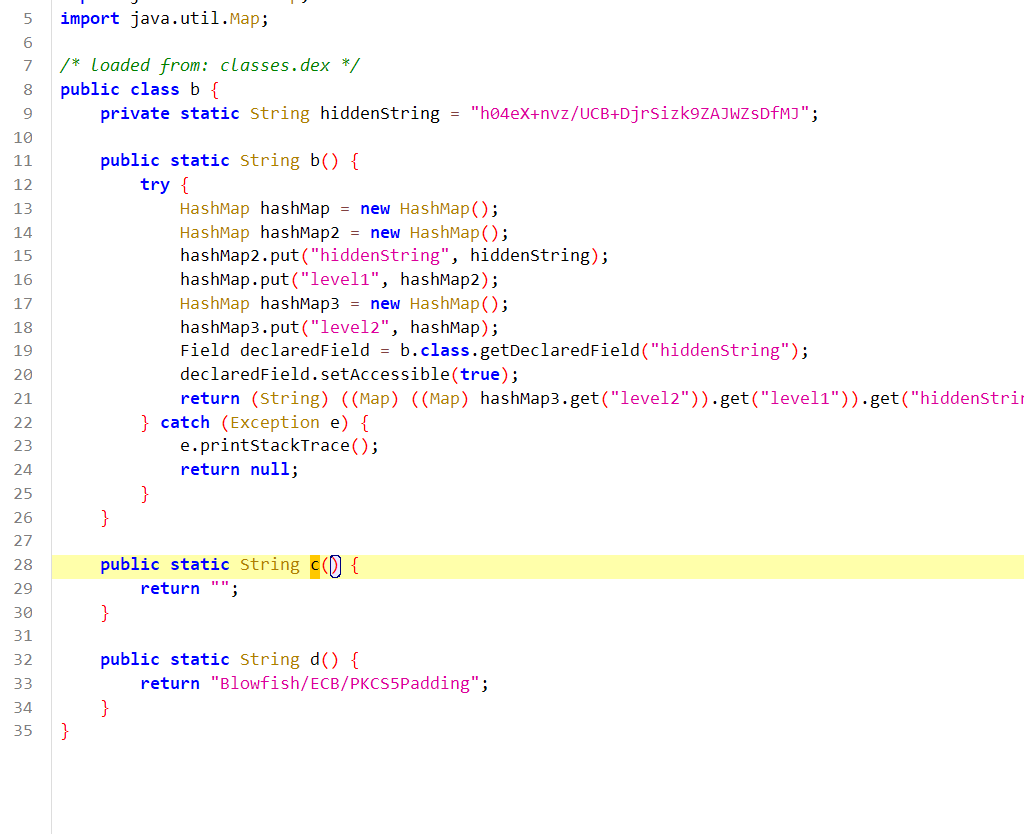 5 import java.util.Map;
6
7 /* loaded from: classes.dex */
8 public class b {
9 private static String hiddenString = "h04eX+nvz/UCB+DjrSizk9ZAJWZsDfMJ";
10
11 public static String b() {
12 try {
13 HashMap hashMap = new HashMap();
14 HashMap hashMap2 = new HashMap();
15 hashMap2.put("hiddenString", hiddenString);
16 hashMap.put("level1", hashMap2);
17 HashMap hashMap3 = new HashMap();
18 hashMap3.put("level2", hashMap);
19 Field declaredField = b.class.getDeclaredField("hiddenString");
20 declaredField.setAccessible(true);
21 return (String) ((Map) ((Map) hashMap3.get("level2")).get("level1")).get("hiddenStrin
22 } catch (Exception e) {
23 e.printStackTrace();
24 return null;
25 }
26 }
27
28 public static String c() {
29 return "";
30 }
31
32 public static String d() {
33 return "Blowfish/ECB/PKCS5Padding";
34 }
35 }